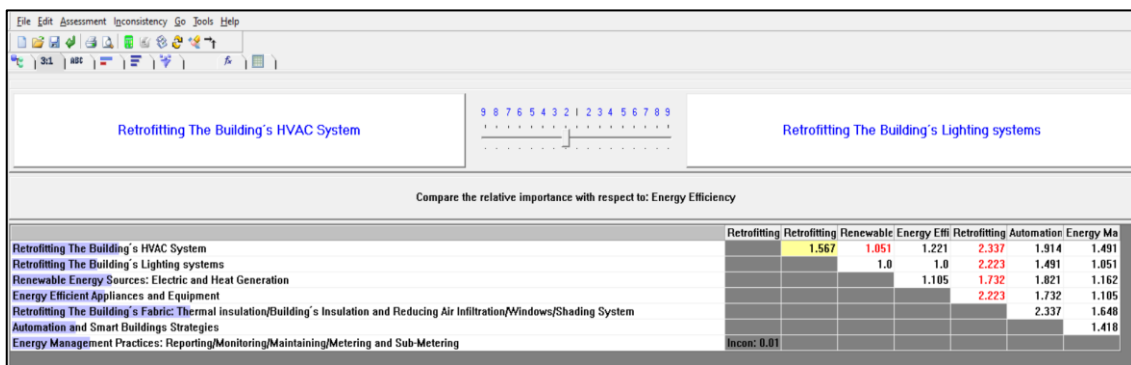 File Edit Assessment Inconsistency Go Tools Help
3:1 ABC fx
Retrofitting The Building´s HVAC System
9 8 7 6 5 4 3 2 1 2 3 4 5 6 7 8 9
Retrofitting The Building´s Lighting systems
Compare the relative importance with respect to: Energy Efficiency
Retrofitting Retrofitting Renewable Energy Effi Retrofitting Automation Energy Ma
Retrofitting The Building´s HVAC System 1.567 1.051 1.221 2.337 1.914 1.491
Retrofitting The Building´s Lighting systems 1.0 1.0 2.223 1.491 1.051
Renewable Energy Sources: Electric and Heat Generation 1.105 1.732 1.821 1.162
Energy Efficient Appliances and Equipment 2.223 1.732 1.105
Retrofitting The Building´s Fabric: Thermal insulation/Building´s Insulation and Reducing Air Infiltration/Windows/Shading System 2.337 1.648
Automation and Smart Buildings Strategies 1.418
Energy Management Practices: Reporting/Monitoring/Maintaining/Metering and Sub-Metering Incon: 0.01